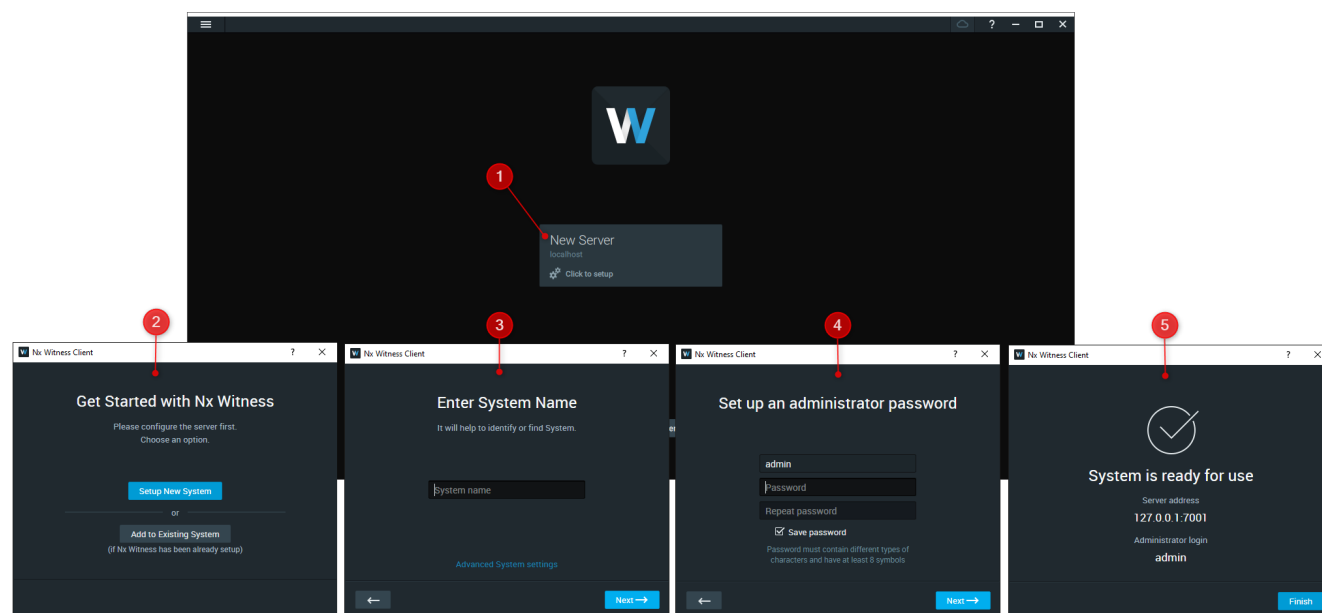 ?
W
1
New Server
localhost
Click to setup
2
Nx Witness Client
?
Get Started with Nx Witness
Please configure the server first.
Choose an option.
Setup New System
or
Add to Existing System
(if Nx Witness has been already setup)
3
Nx Witness Client
?
Enter System Name
It will help to identify or find System.
System name
Advanced System settings
Next
4
Nx Witness Client
?
Set up an administrator password
admin
Password
Repeat password
Save password
Password must contain different types of
characters and have at least 8 symbols
Next
5
Nx Witness Client
?
System is ready for use
Server address
127.0.0.1:7001
Administrator login
admin
Finish